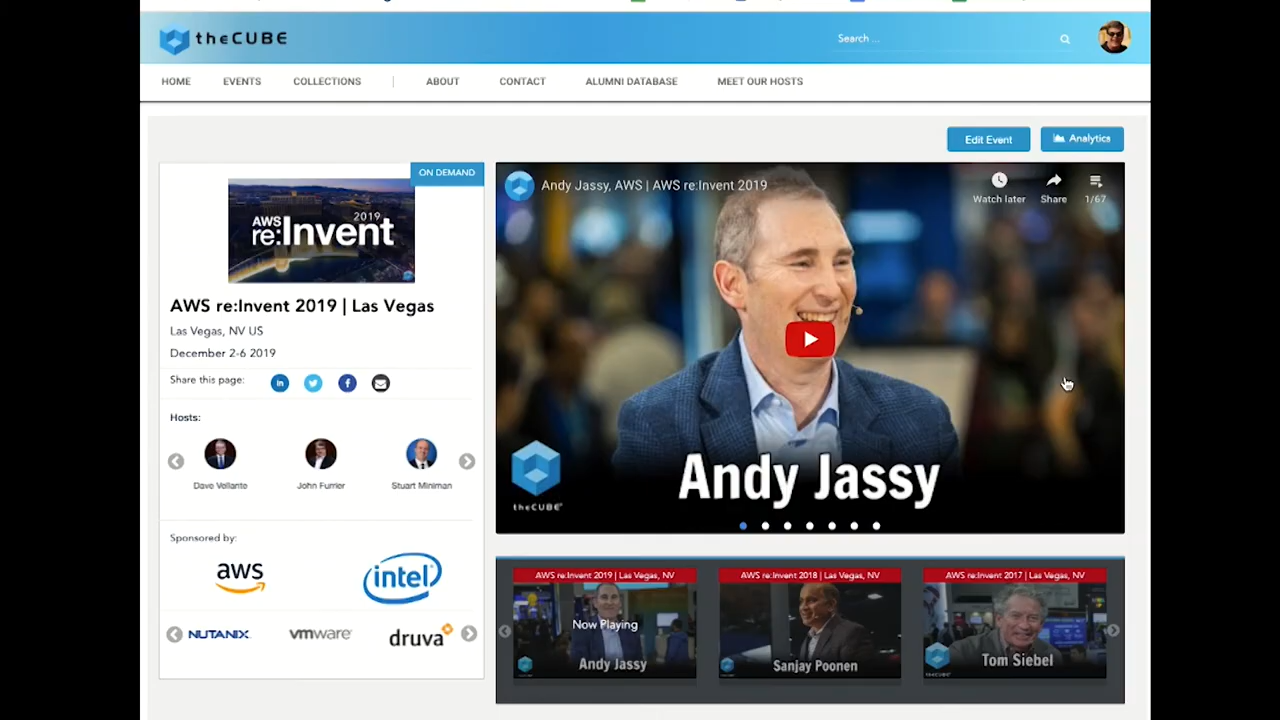 theCUBE
Search ...
HOME
EVENTS
COLLECTIONS
ABOUT
CONTACT
ALUMNI DATABASE
MEET OUR HOSTS
Edit Event
Analytics
ON DEMAND
AWS
re:Invent
2019
AWS re:Invent 2019 | Las Vegas
Las Vegas, NV US
December 2-6 2019
Share this page:
in
f
Hosts:
Dave Vellante
John Furrier
Stuart Miniman
Sponsored by:
aws
intel
NUTANIX
vmware
druva
Andy Jassy, AWS | AWS re:Invent 2019
Watch later
Share
1/67
Andy Jassy
theCUBE
AWS re:Invent 2019 | Las Vegas, NV
Now Playing
Andy Jassy
AWS re:Invent 2018 | Las Vegas, NV
Sanjay Poonen
AWS re:Invent 2017 | Las Vegas, NV
Tom Siebel